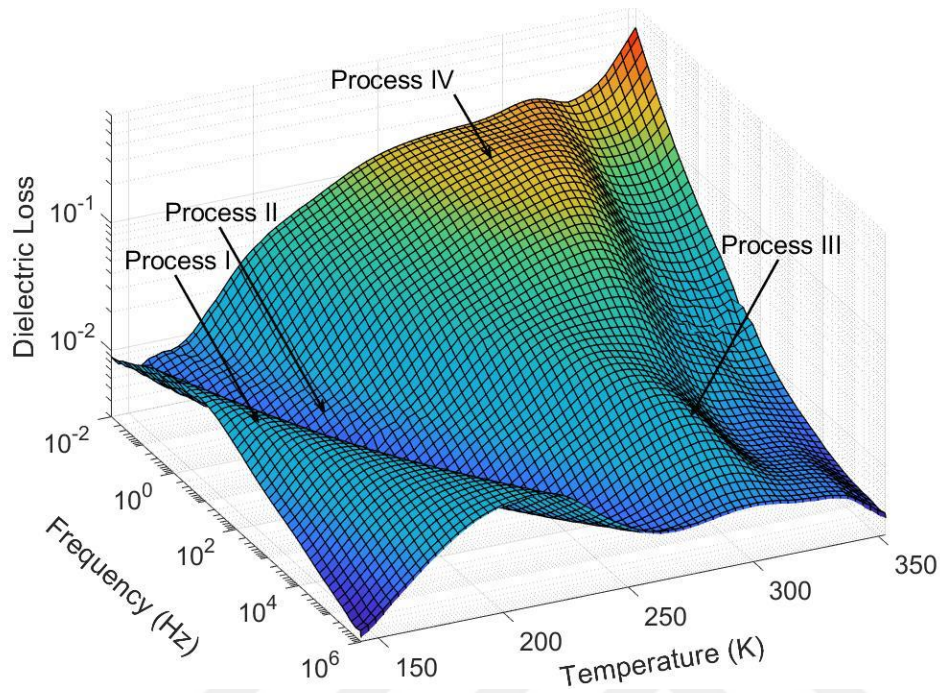 Process IV
Process II
Process I
Process III
Dielectric Loss
10^-1
10^-2
10^-2
10^0
10^2
10^4
10^6
Frequency (Hz)
150
200
250
300
350
Temperature (K)